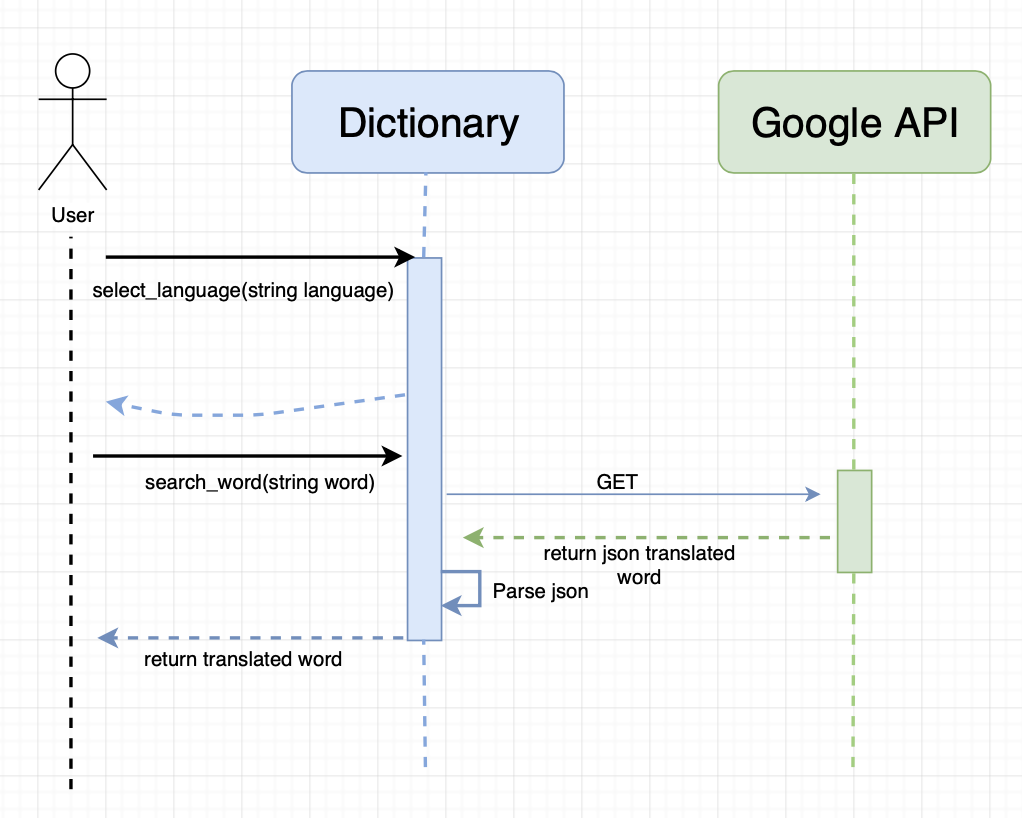 Dictionary
Google API
User
select_language(string language)
search_word(string word)
GET
return json translated
word
Parse json
return translated word